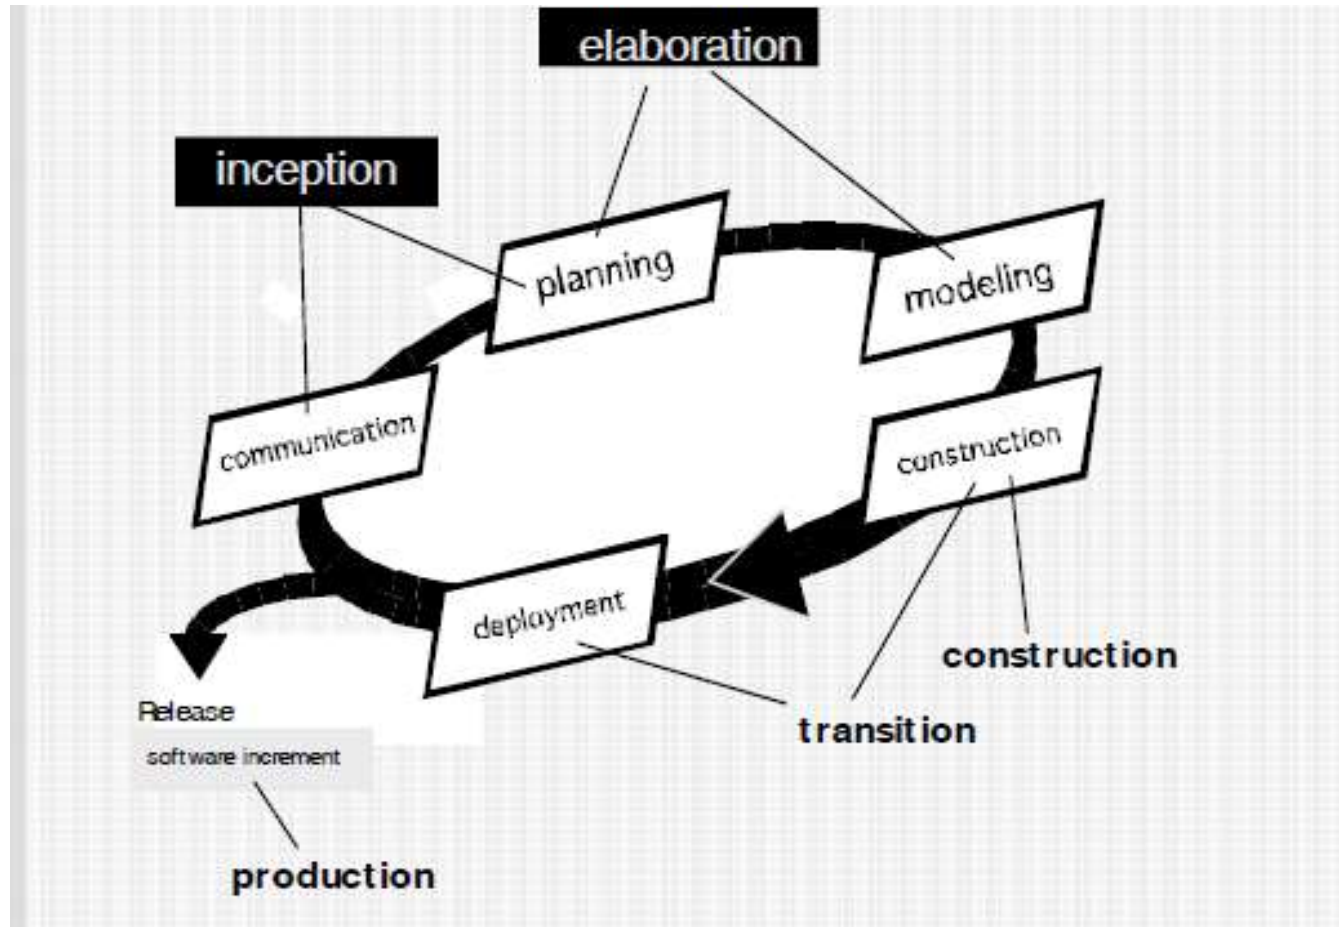 elaboration
inception
planning
modeling
communication
construction
deployment
construction
transition
Release
software increment
production